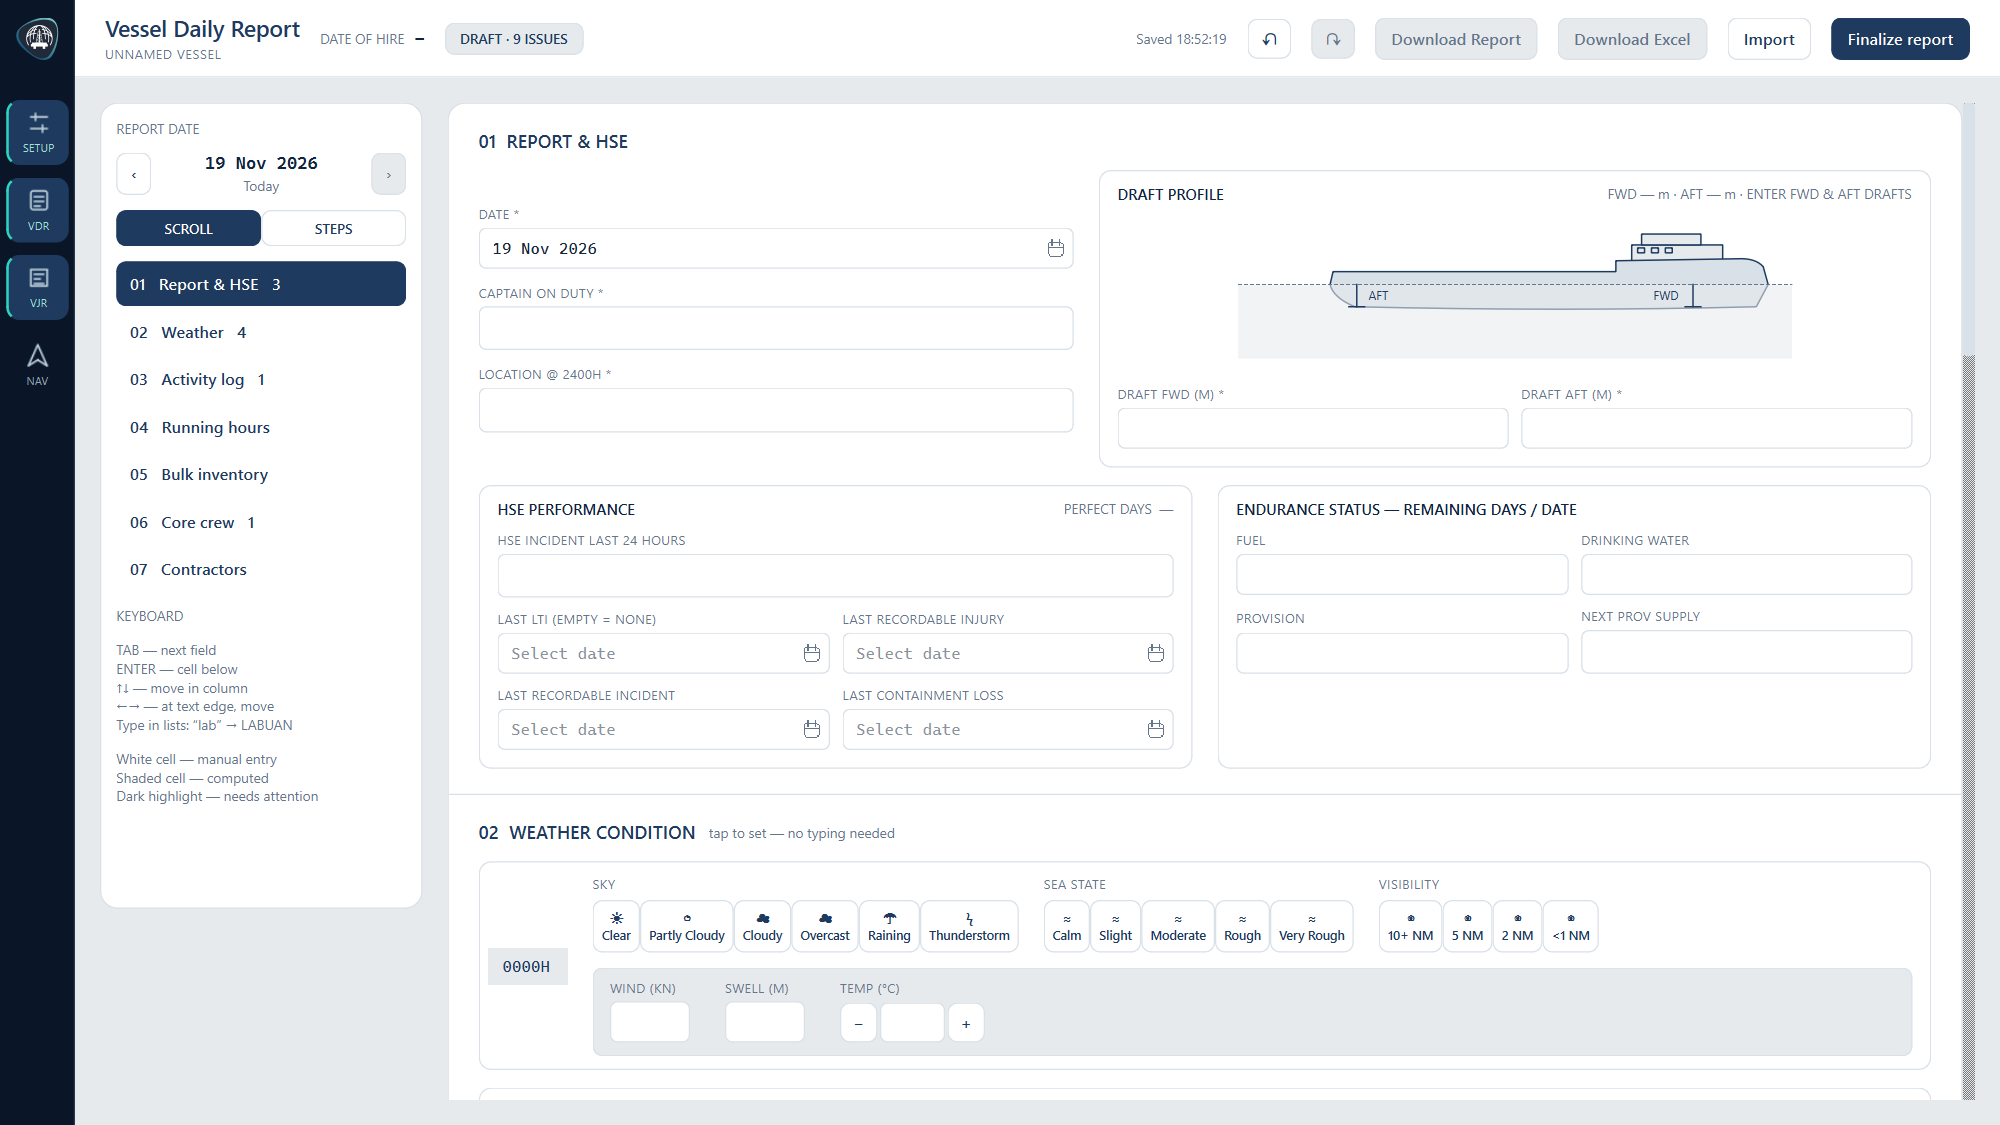 Vessel Daily Report
UNNAMED VESSEL
DATE OF HIRE –
DRAFT · 9 ISSUES
Saved 18:52:19
Download Report
Download Excel
Import
Finalize report
SETUP
VDR
VJR
NAV
REPORT DATE
‹
19 Nov 2026
Today
›
SCROLL
STEPS
01 Report & HSE 3
02 Weather 4
03 Activity log 1
04 Running hours
05 Bulk inventory
06 Core crew 1
07 Contractors
KEYBOARD
TAB — next field
ENTER — cell below
↑↓ — move in column
←→ — at text edge, move
Type in lists: “lab” → LABUAN
White cell — manual entry
Shaded cell — computed
Dark highlight — needs attention
01 REPORT & HSE
DATE *
19 Nov 2026
CAPTAIN ON DUTY *
LOCATION @ 2400H *
DRAFT PROFILE
FWD — m · AFT — m · ENTER FWD & AFT DRAFTS
AFT
FWD
DRAFT FWD (M) *
DRAFT AFT (M) *
HSE PERFORMANCE
PERFECT DAYS —
HSE INCIDENT LAST 24 HOURS
LAST LTI (EMPTY = NONE)
LAST RECORDABLE INJURY
Select date
Select date
LAST RECORDABLE INCIDENT
LAST CONTAINMENT LOSS
Select date
Select date
ENDURANCE STATUS — REMAINING DAYS / DATE
FUEL
DRINKING WATER
PROVISION
NEXT PROV SUPPLY
02 WEATHER CONDITION tap to set — no typing needed
0000H
SKY
Clear
Partly Cloudy
Cloudy
Overcast
Raining
Thunderstorm
SEA STATE
≈ Calm
≈ Slight
≈ Moderate
≈ Rough
≈ Very Rough
VISIBILITY
10+ NM
5 NM
2 NM
<1 NM
WIND (KN)
SWELL (M)
TEMP (°C)
−
+